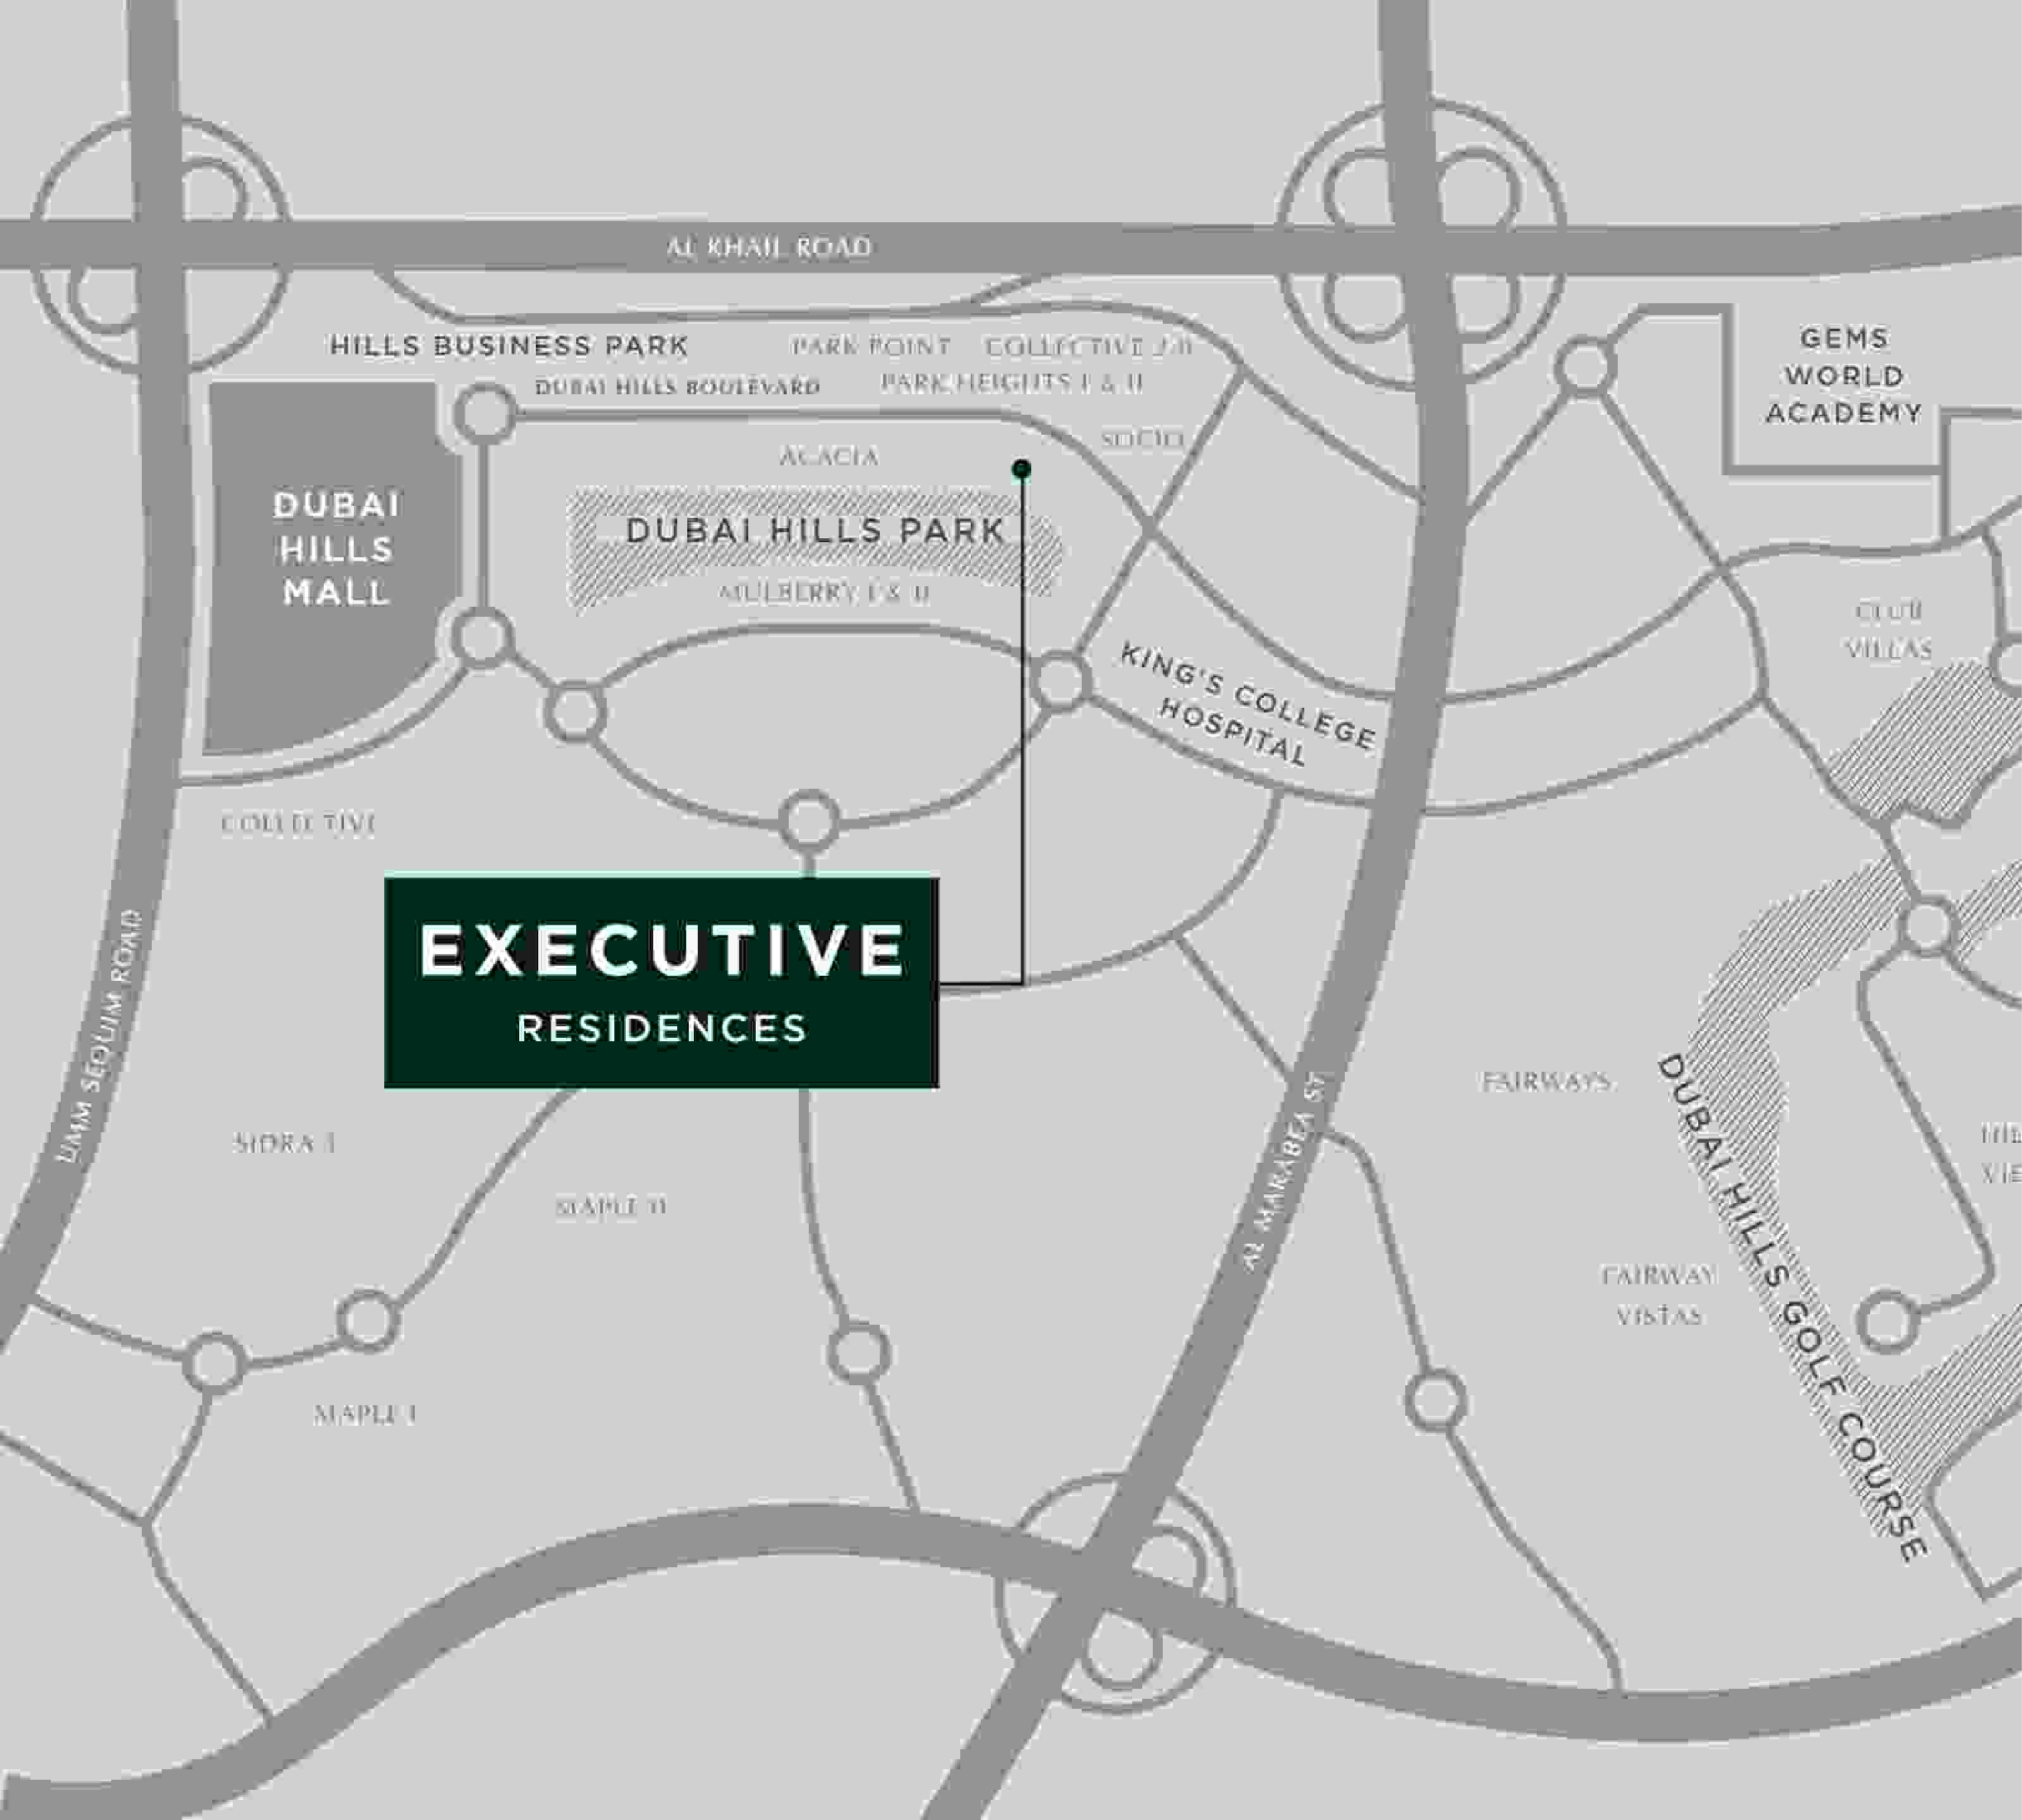 AL KHAIL ROAD
HILLS BUSINESS PARK
PARK POINT
COLLECTIVE 2.0
DUBAI HILLS BOULEVARD
PARK HEIGHTS I & II
GEMS
WORLD
ACADEMY
SOCIO
ACACIA
DUBAI
HILLS
MALL
DUBAI HILLS PARK
MULBERRY I & II
CLUB
VILLAS
KING'S COLLEGE
HOSPITAL
COLLECTIVE
EXECUTIVE
RESIDENCES
UMM SEQUIM ROAD
FAIRWAYS
DUBAI HILLS GOLF COURSE
AL MARABEA ST
MAPLE II
FAIRWAY
VISTAS
MAPLE I
SIDRA